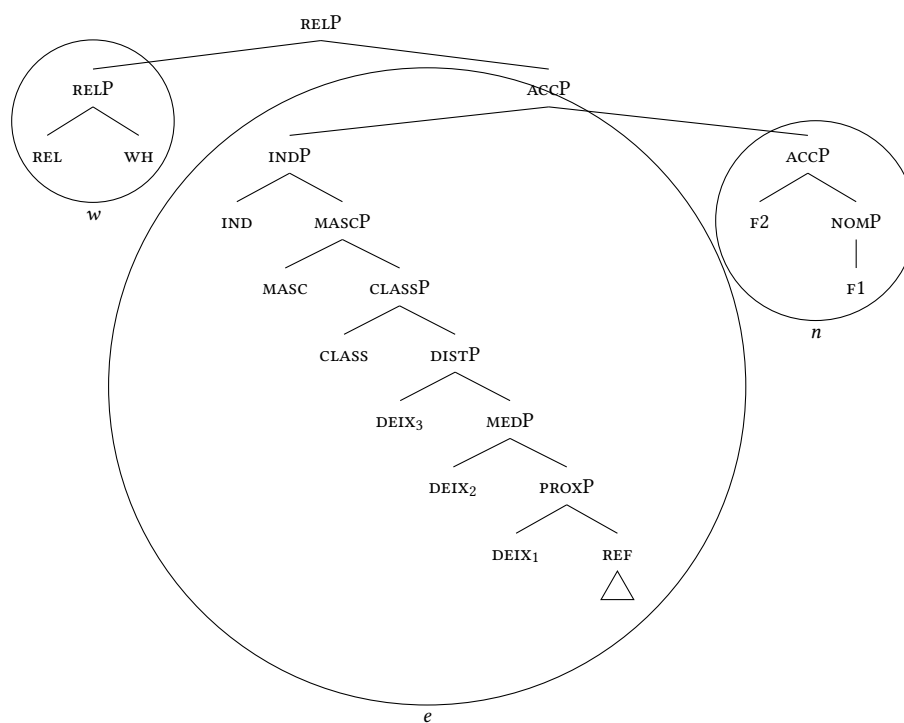 RELP
RELP ACCP
REL WH INDP ACCP
w IND MASCP F2 NOMP
MASC CLASSP F1
n
CLASS DISTP
DEIX3 MEDP
DEIX2 PROXP
DEIX1 REF
e